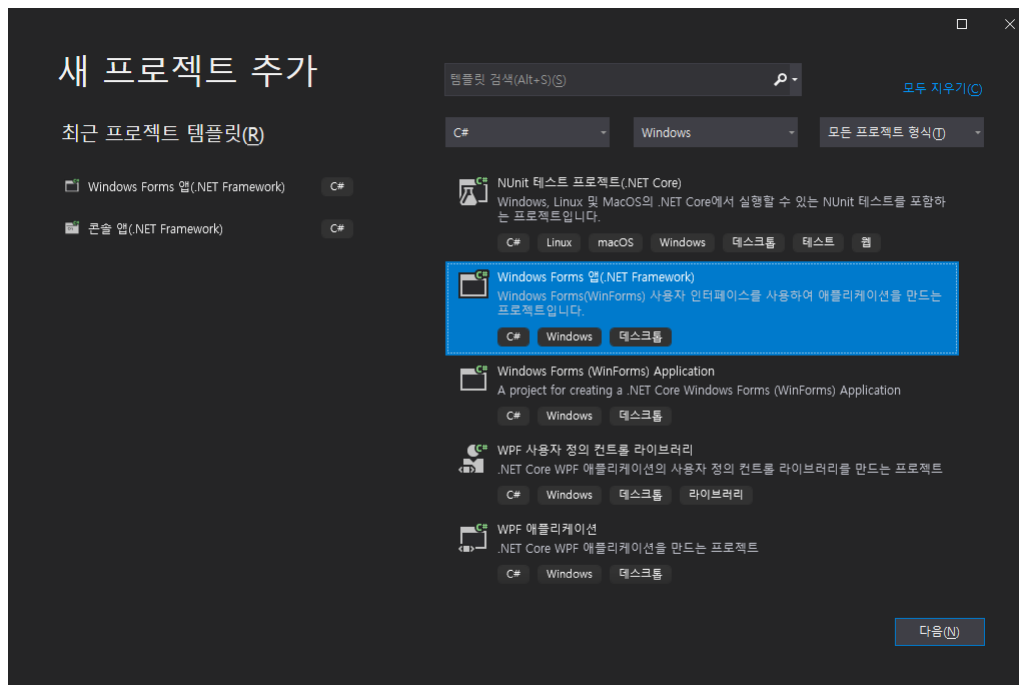 새 프로젝트 추가
템플릿 검색(Alt+S)(S)
모두 지우기(C)
최근 프로젝트 템플릿(R)
C#
Windows
모든 프로젝트 형식(T)
Windows Forms 앱(.NET Framework)
C#
콘솔 앱(.NET Framework)
C#
NUnit 테스트 프로젝트(.NET Core)
Windows, Linux 및 MacOS의 .NET Core에서 실행할 수 있는 NUnit 테스트를 포함하
는 프로젝트입니다.
C# Linux macOS Windows 데스크톱 테스트 웹
Windows Forms 앱(.NET Framework)
Windows Forms(WinForms) 사용자 인터페이스를 사용하여 애플리케이션을 만드는
프로젝트입니다.
C# Windows 데스크톱
Windows Forms (WinForms) Application
A project for creating a .NET Core Windows Forms (WinForms) Application
C# Windows 데스크톱
WPF 사용자 정의 컨트롤 라이브러리
.NET Core WPF 애플리케이션의 사용자 정의 컨트롤 라이브러리를 만드는 프로젝트
C# Windows 데스크톱 라이브러리
WPF 애플리케이션
.NET Core WPF 애플리케이션을 만드는 프로젝트
C# Windows 데스크톱
다음(N)